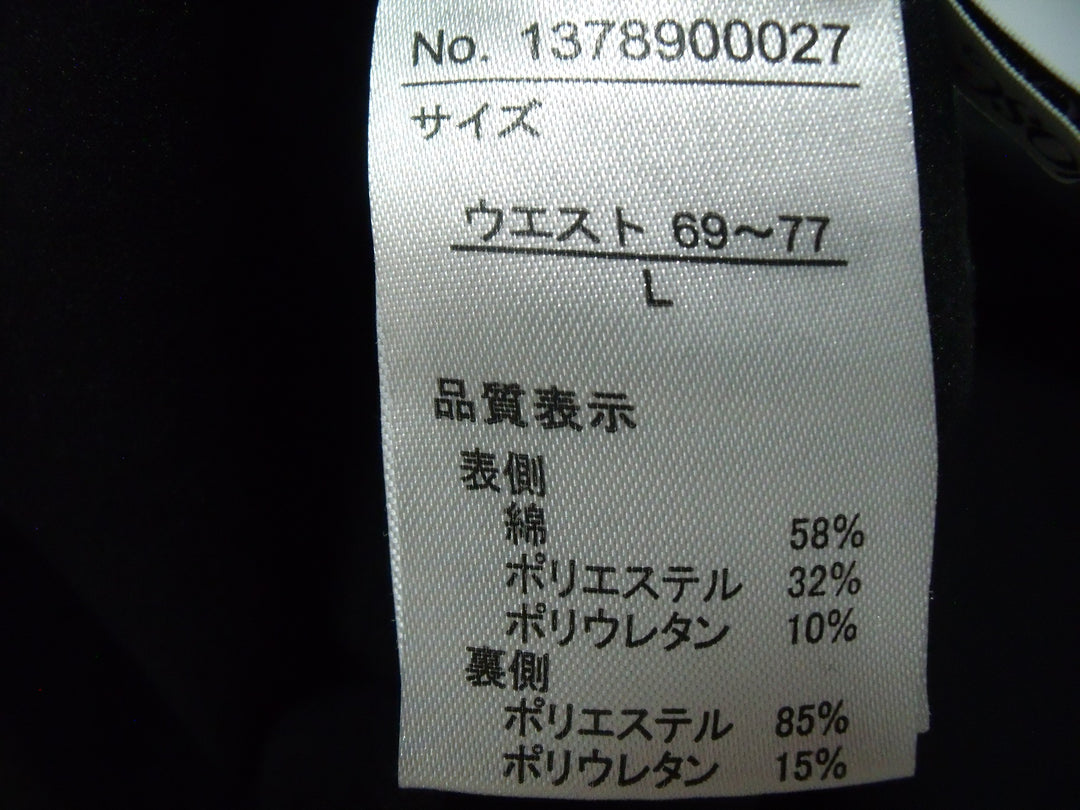 No. 1378900027
サイズ
ウエスト 69～77
L
品質表示
表側
綿 58%
ポリエステル 32%
ポリウレタン 10%
裏側
ポリエステル 85%
ポリウレタン 15%